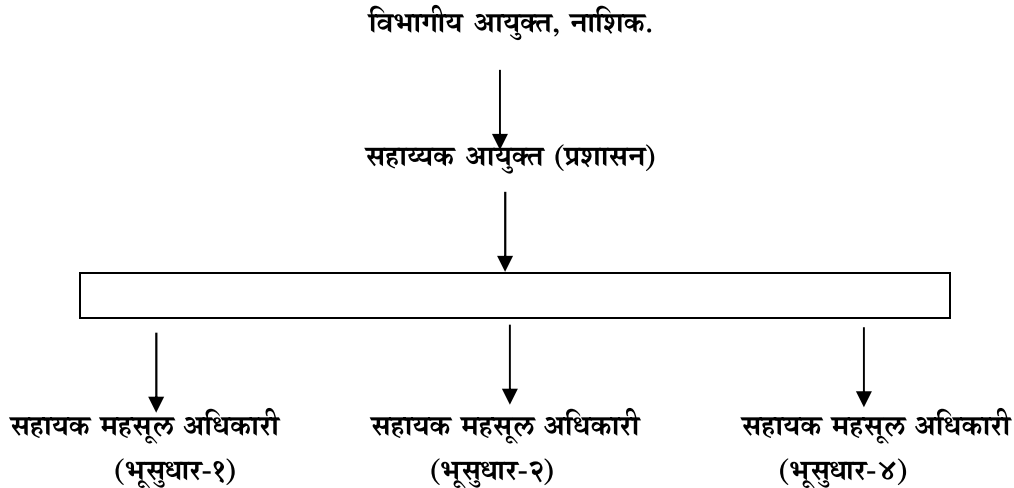 विभागीय आयुक्त, नाशिक.
सहाय्यक आयुक्त (प्रशासन)
सहायक महसूल अधिकारी
(भूसुधार-१)
सहायक महसूल अधिकारी
(भूसुधार-२)
सहायक महसूल अधिकारी
(भूसुधार-४)